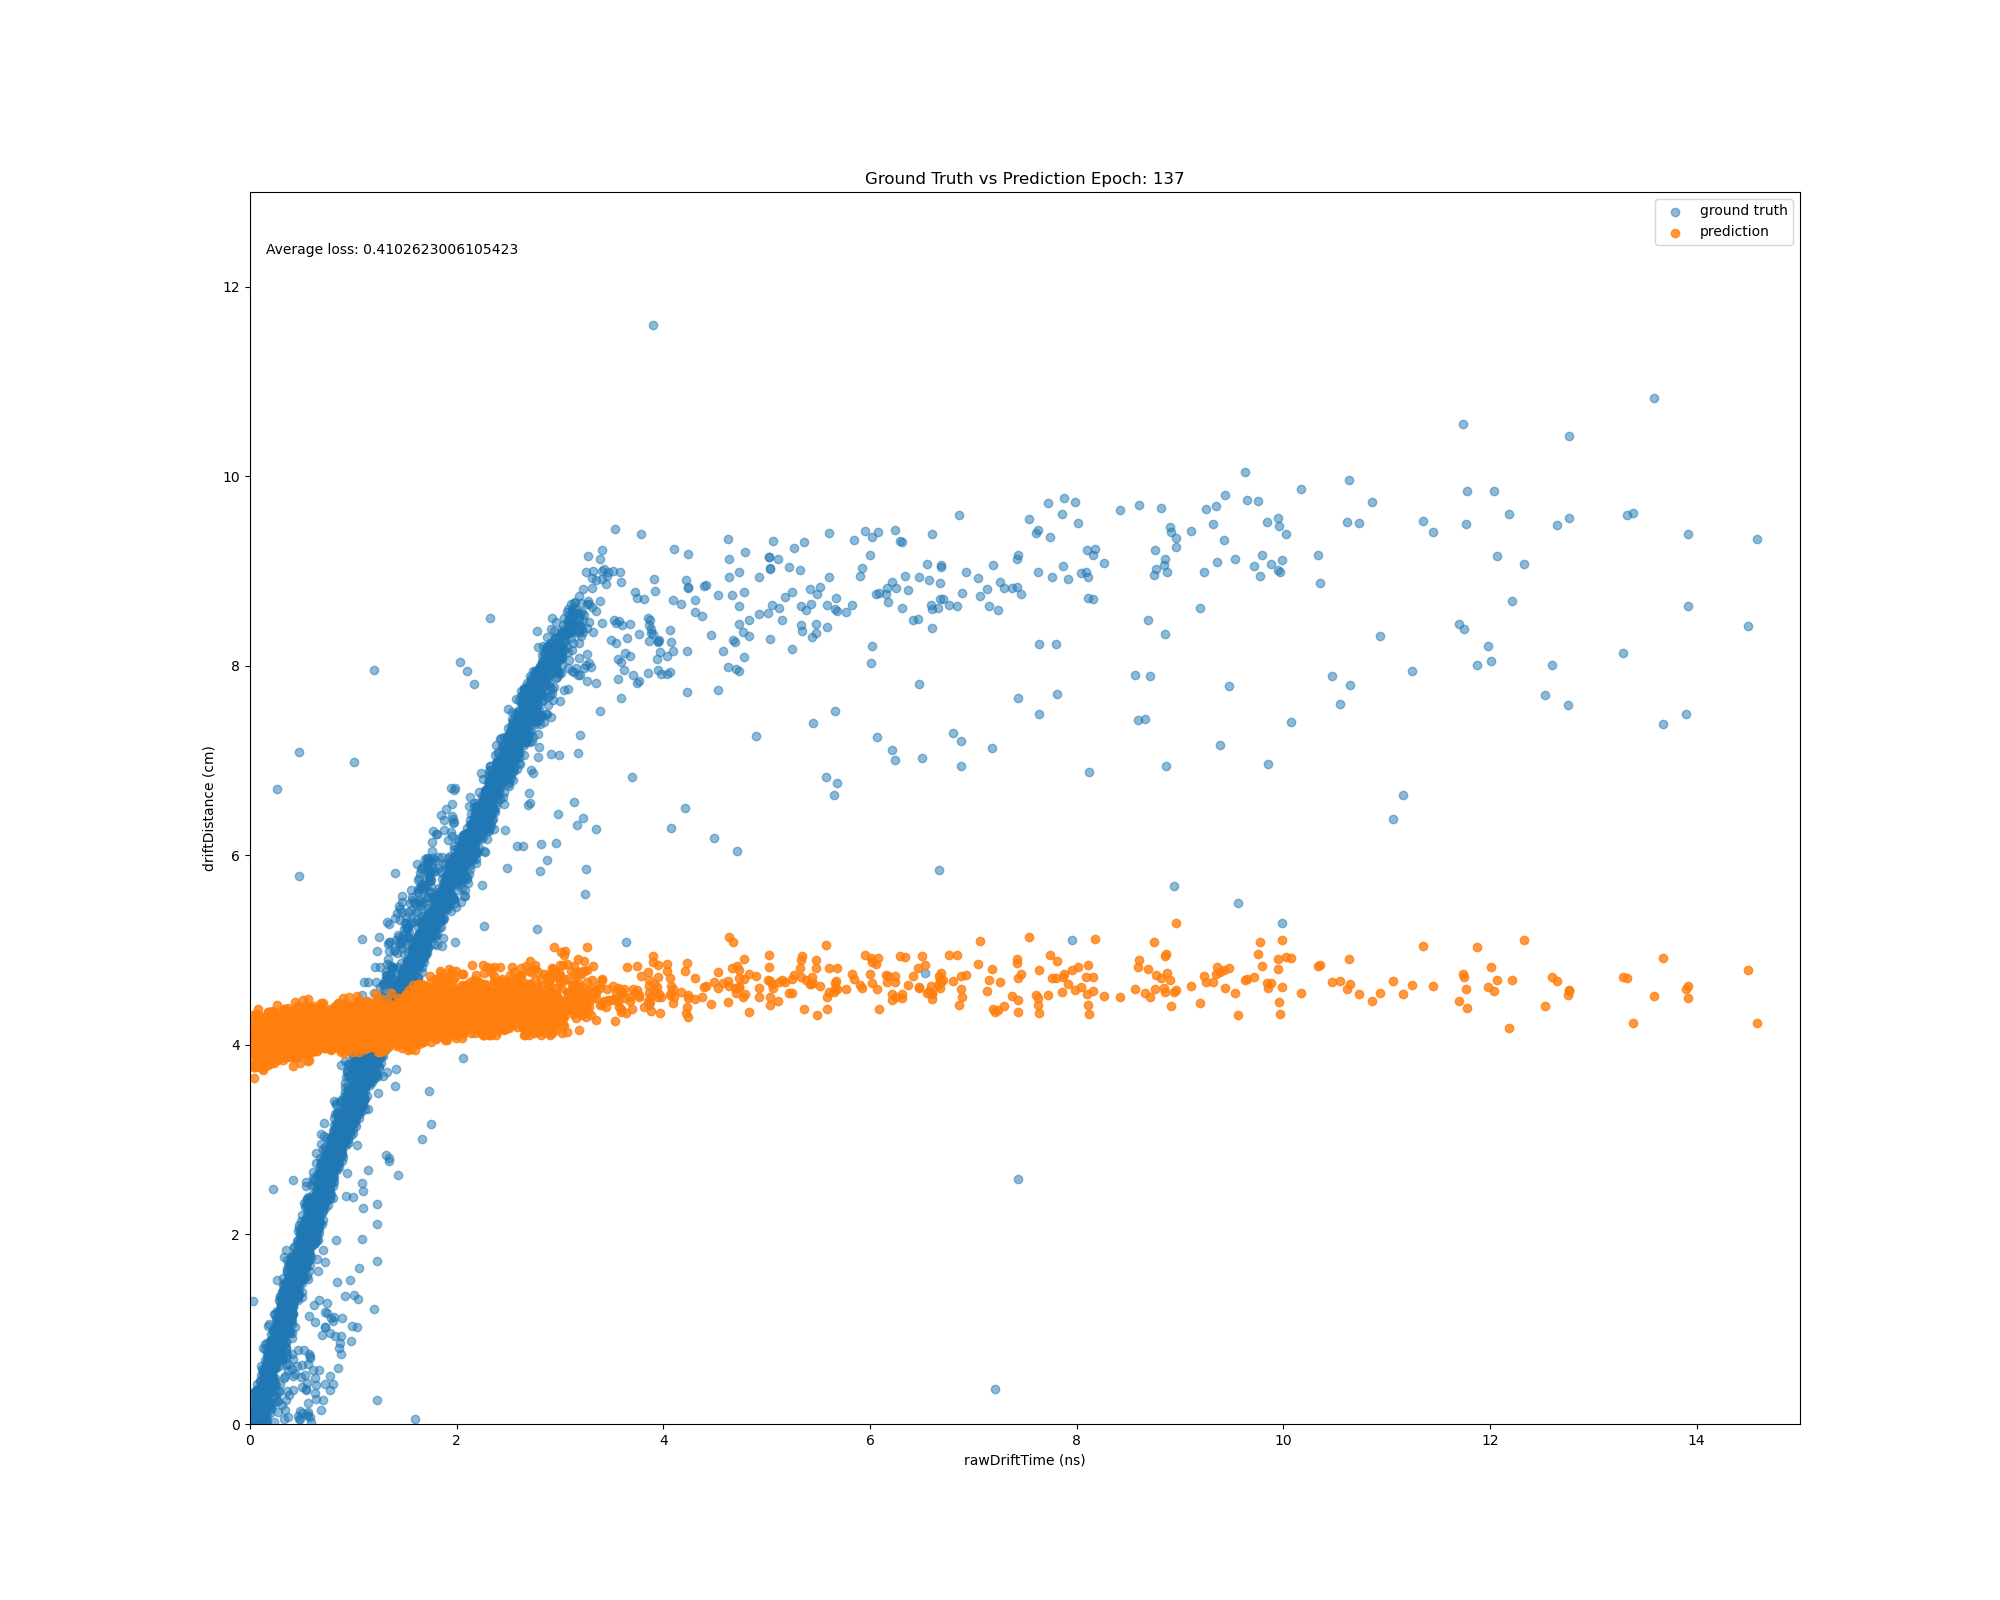 Ground Truth vs Prediction Epoch: 137
ground truth
prediction
Average loss: 0.4102623006105423
12
10
8
6
4
2
0
driftDistance (cm)
0 2 4 6 8 10 12 14
rawDriftTime (ns)